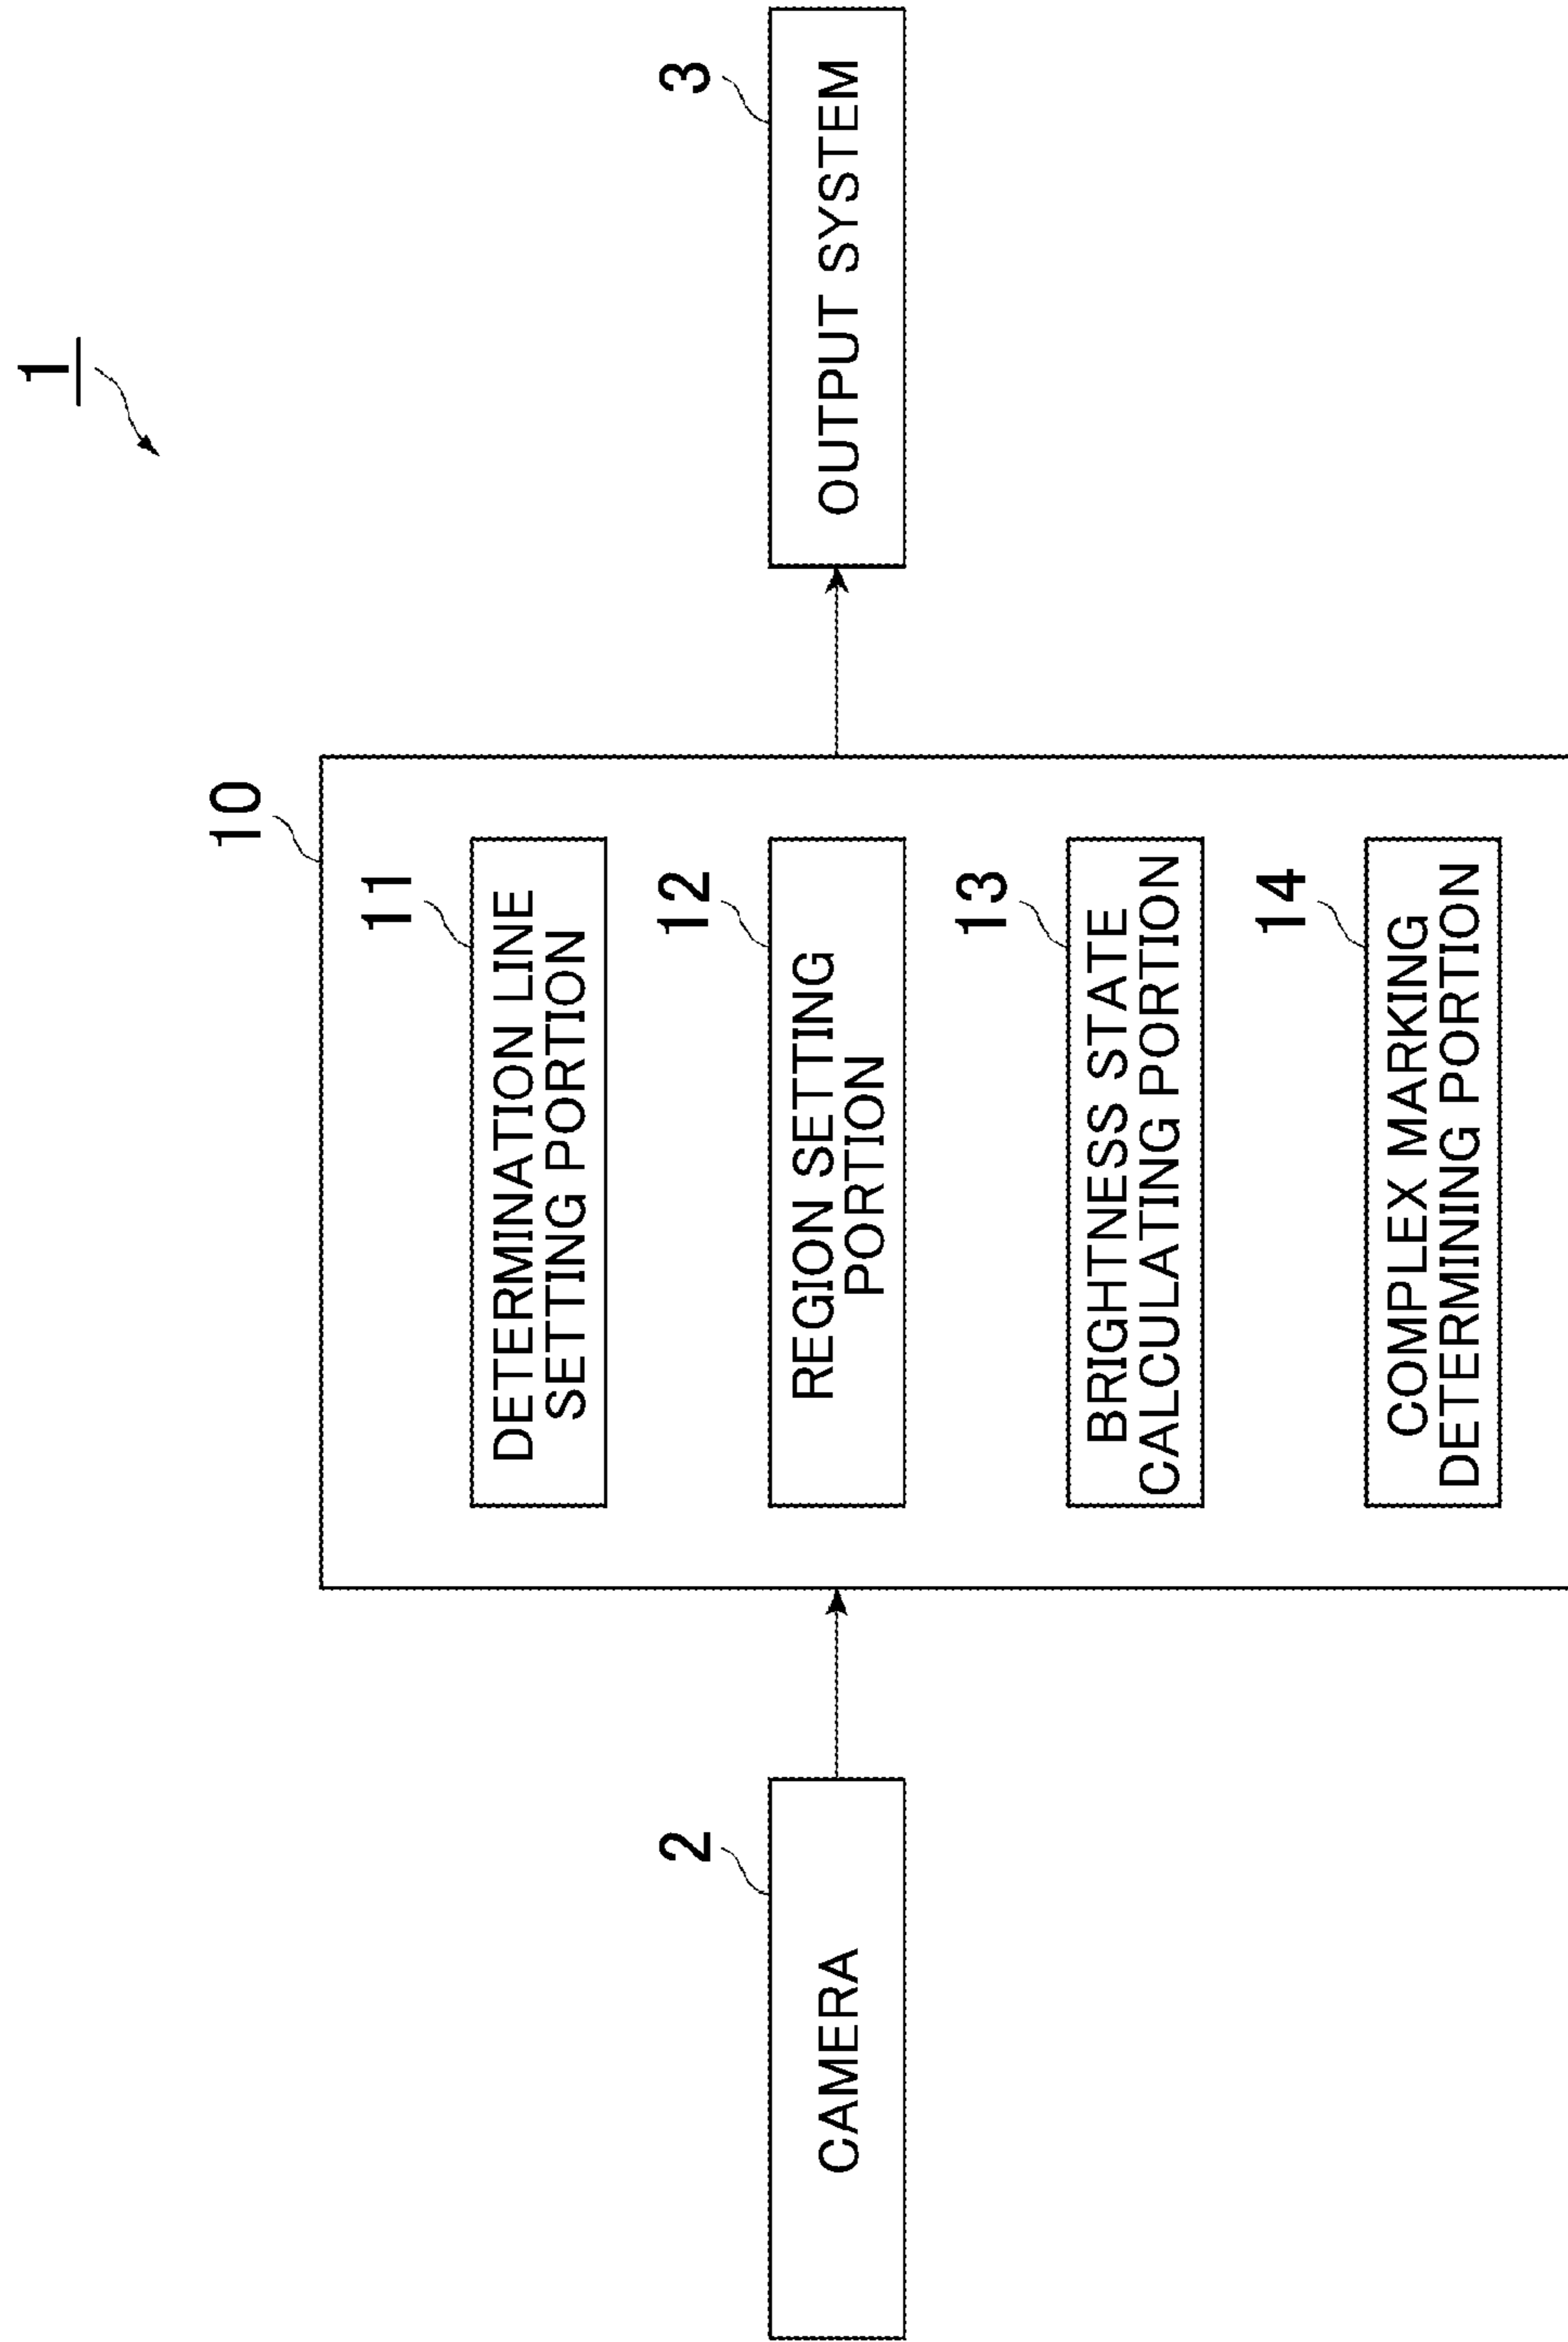 1
10
2
CAMERA
11
DETERMINATION LINE
SETTING PORTION
12
REGION SETTING
PORTION
13
BRIGHTNESS STATE
CALCULATING PORTION
14
COMPLEX MARKING
DETERMINING PORTION
3
OUTPUT SYSTEM